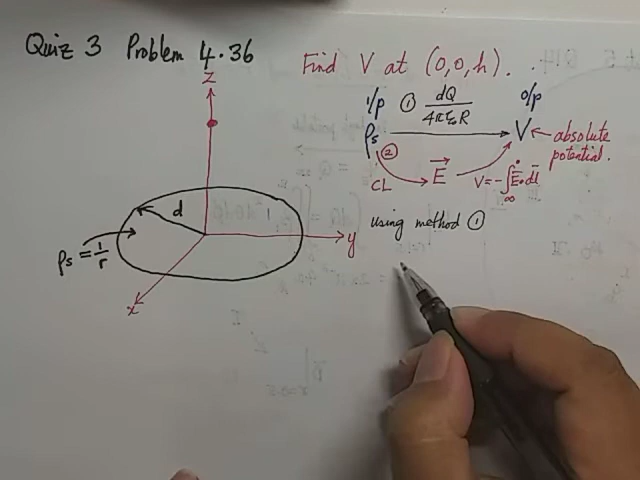 Quiz 3 Problem 4.36
Find V at (0,0,h).
i/p ① dQ/4πε₀R o/p
ρs → V ← absolute potential.
②
CL → E⃗ V = -∫∞^P E⃗·dl⃗
using method ①
z
d
y
x
ρs = 1/r